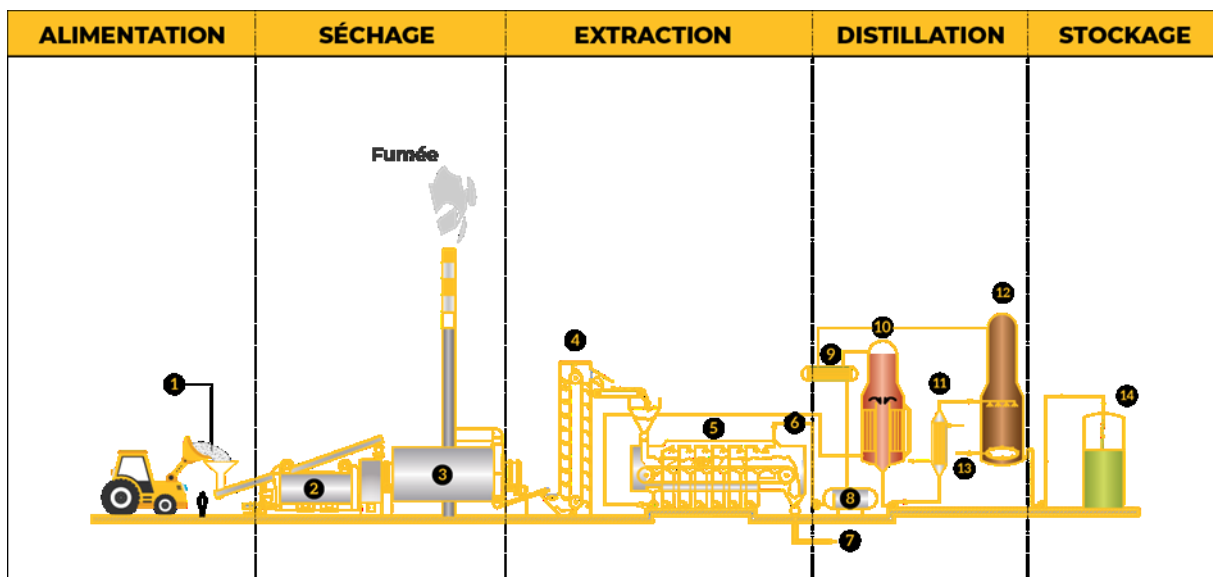 ALIMENTATION
SÉCHAGE
EXTRACTION
DISTILLATION
STOCKAGE
Fumée
1
2
3
4
5
6
7
8
9
10
11
12
13
14